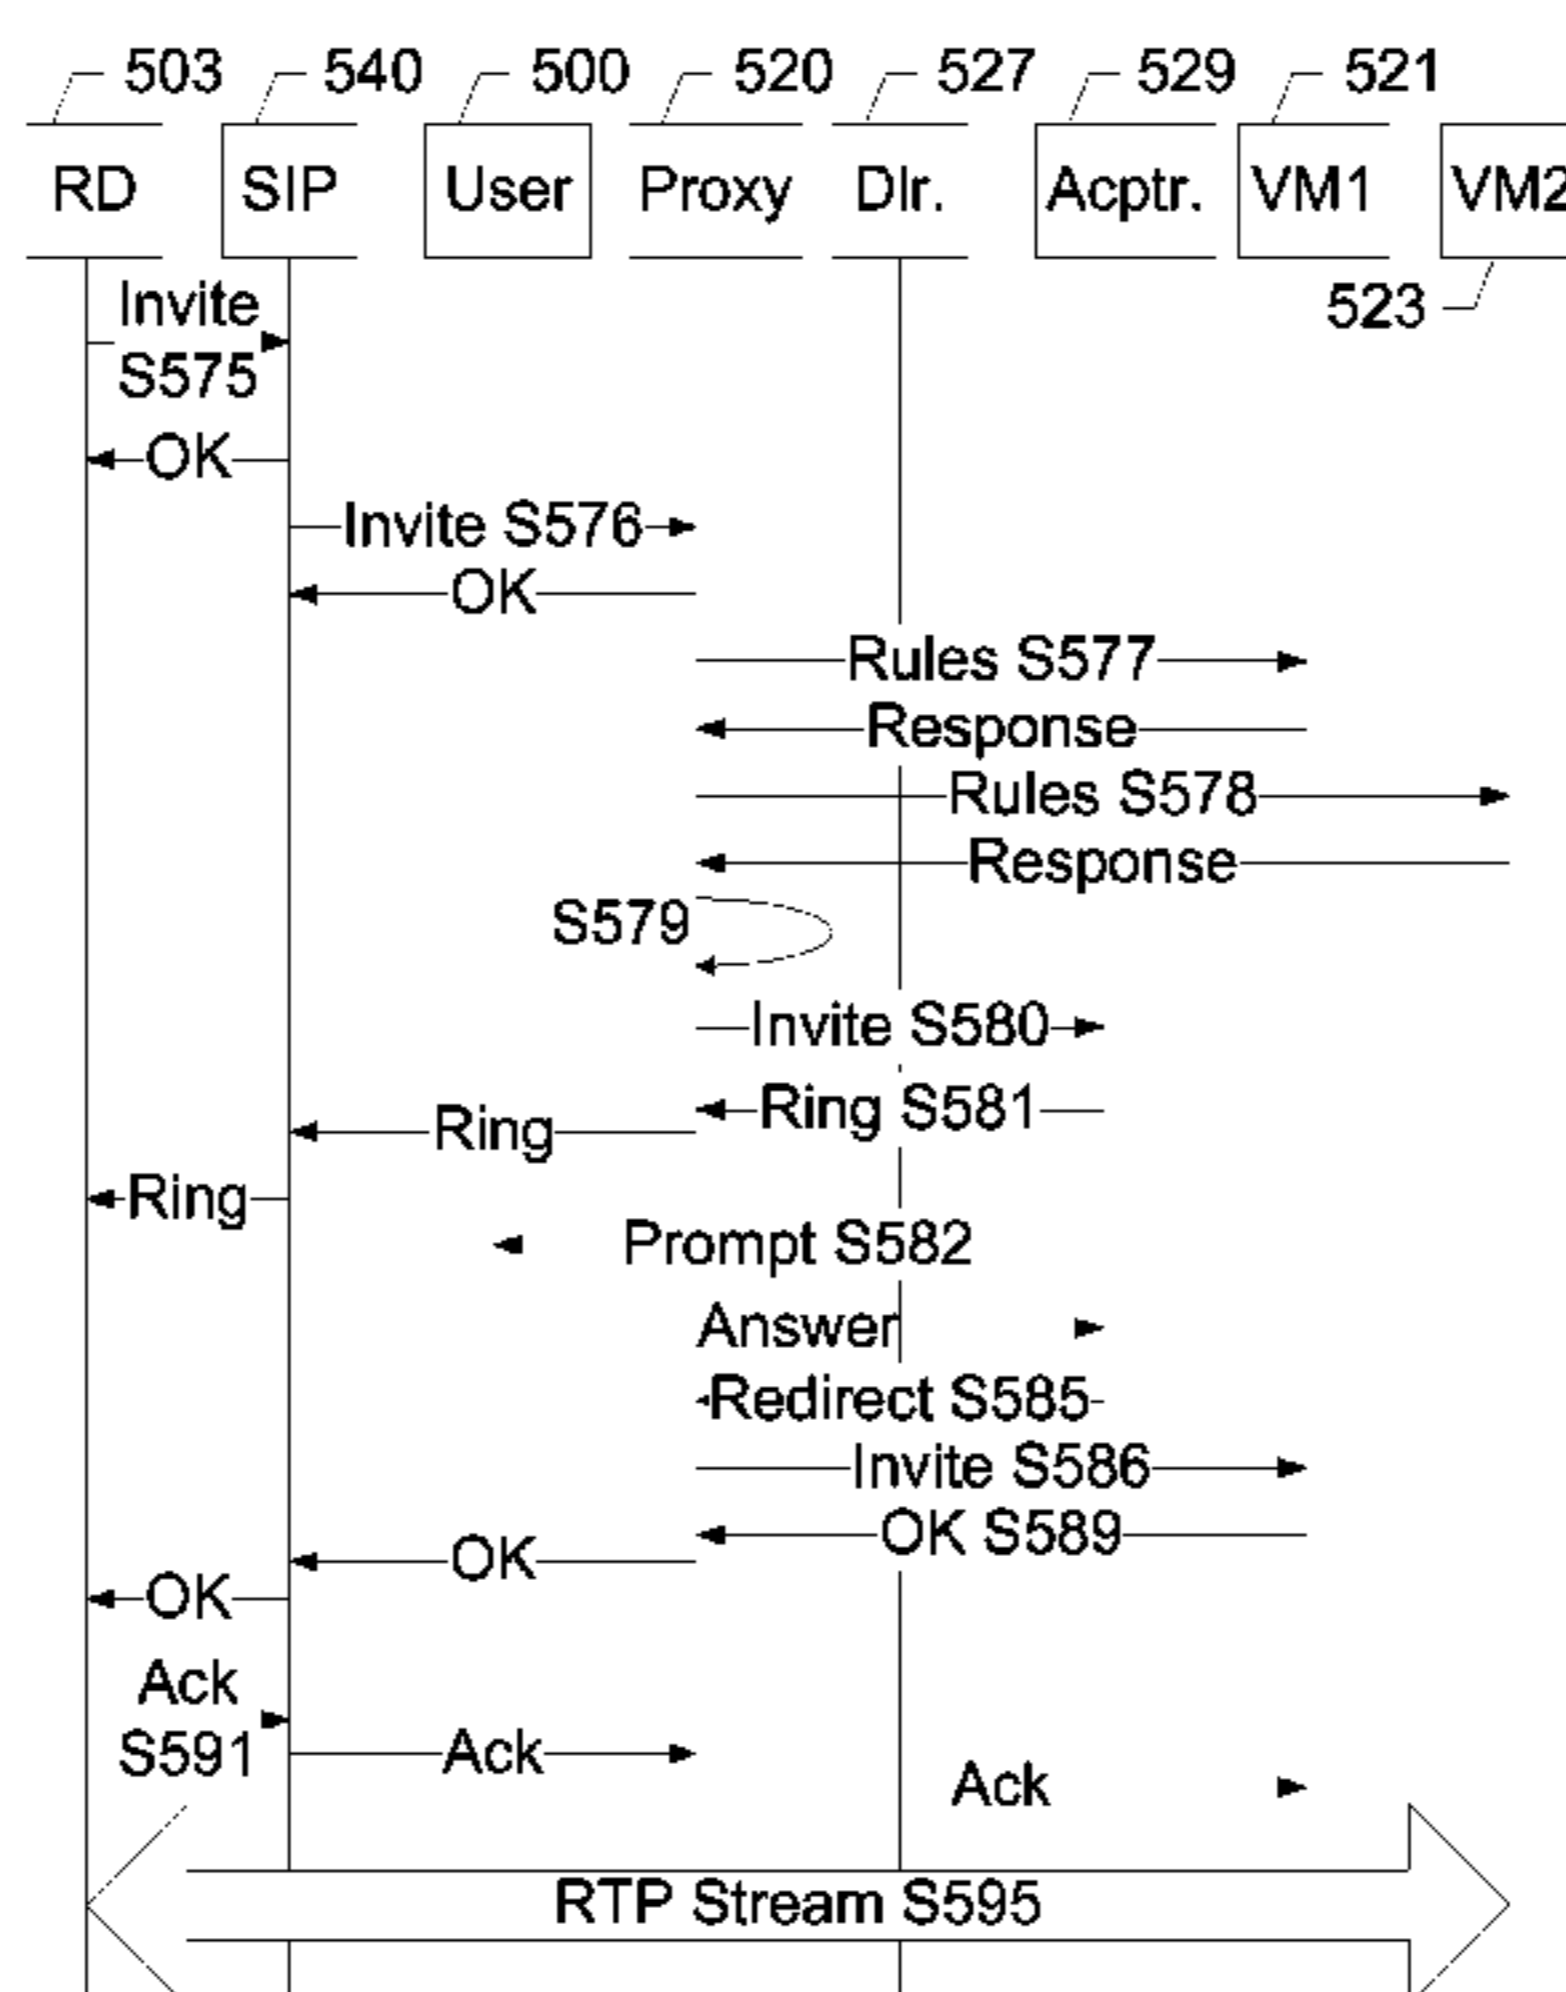 503 540 500 520 527 529 521
RD SIP User Proxy Dlr. Acptr. VM1 VM2
523
Invite
S575
OK
Invite S576
OK
Rules S577
Response
Rules S578
Response
S579
Invite S580
Ring S581
Ring
Ring
Prompt S582
Answer
Redirect S585
Invite S586
OK S589
OK
OK
Ack
S591
Ack
Ack
RTP Stream S595